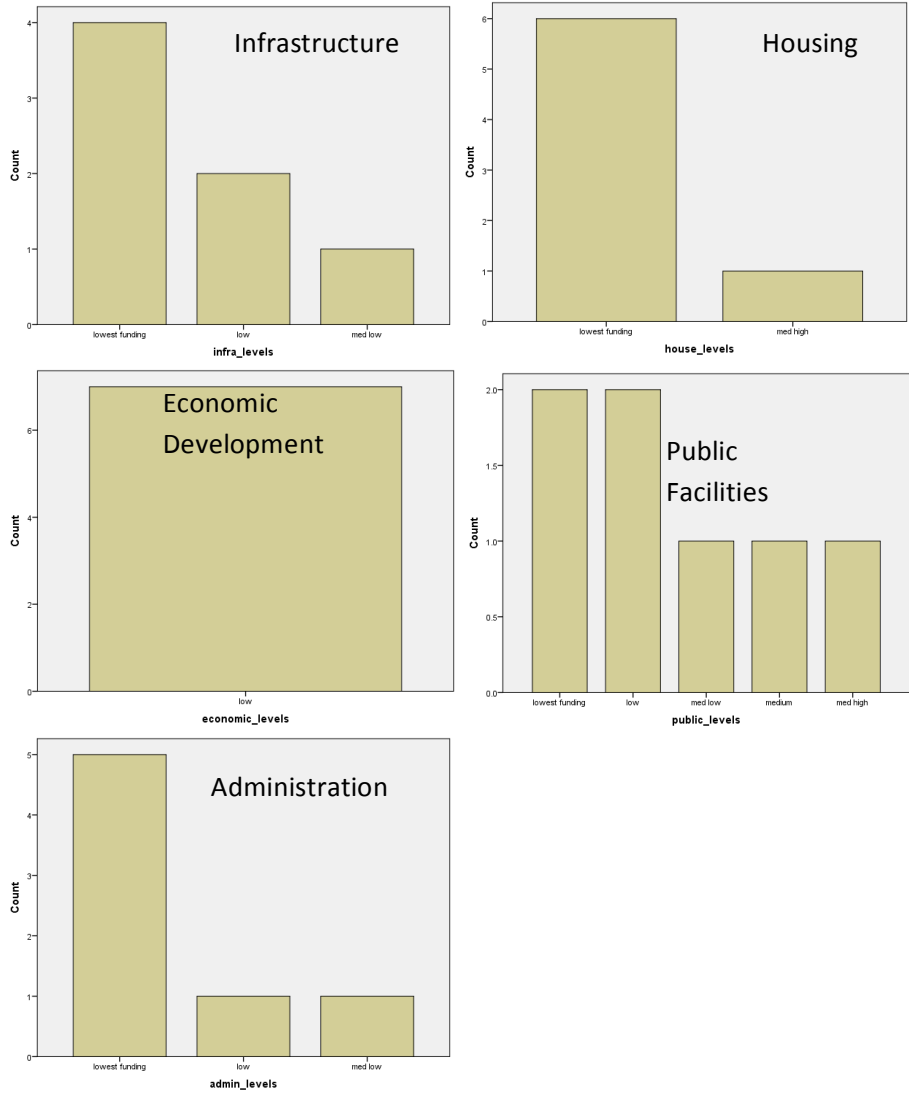 Infrastructure
Count
4
3
2
1
0
lowest funding
low
med low
infra_levels
Housing
Count
6
5
4
3
2
1
0
lowest funding
med high
house_levels
Economic
Development
Count
6
4
2
0
low
economic_levels
Public
Facilities
Count
2.0
1.5
1.0
0.5
0.0
lowest funding
low
med low
medium
med high
public_levels
Administration
Count
5
4
3
2
1
0
lowest funding
low
med low
admin_levels